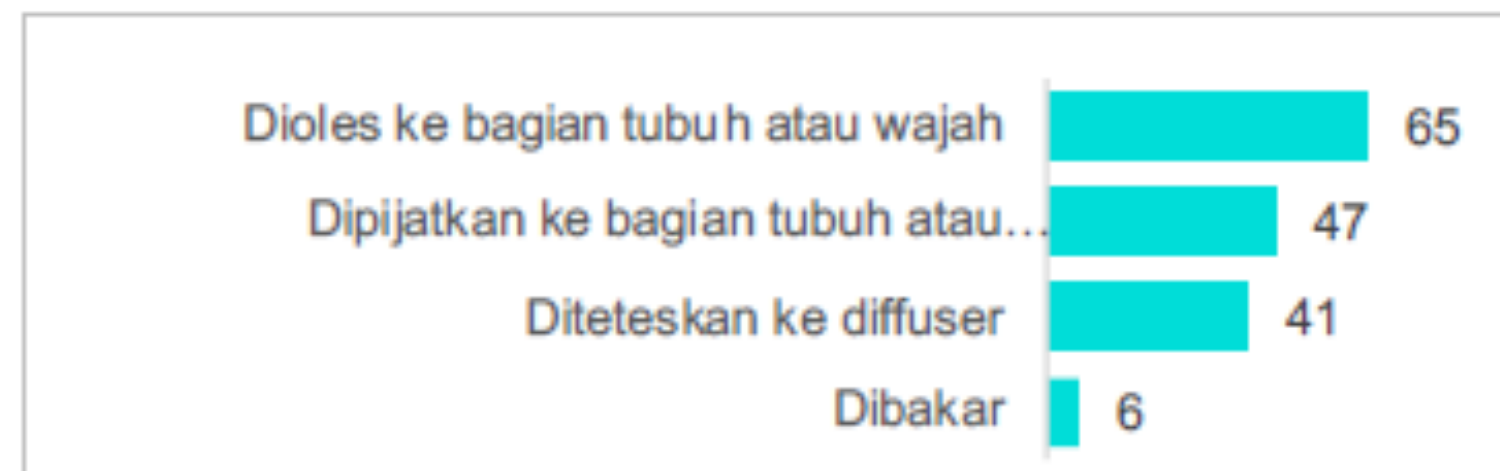 Dioles ke bagian tubuh atau wajah 65
Dipijatkan ke bagian tubuh atau... 47
Diteteskan ke diffuser 41
Dibakar 6